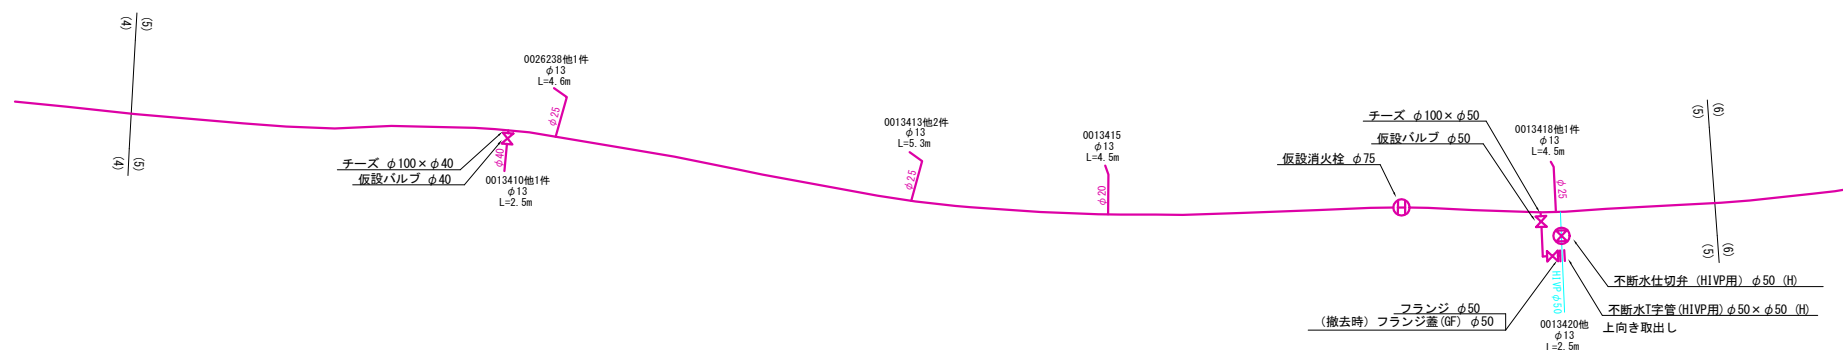 (5)
(4)
(5)
(4)
0026238他1件
φ13
L=4.6m
φ25
チーズ φ100×φ40
仮設バルブ φ40
φ40
0013410他1件
φ13
L=2.5m
0013413他2件
φ13
L=5.3m
φ25
0013415
φ13
L=4.5m
φ20
仮設消火栓 φ75
チーズ φ100×φ50
仮設バルブ φ50
0013418他1件
φ13
L=4.5m
φ25
(6)
(5)
(6)
(5)
不断水仕切弁 (HIVP用) φ50 (H)
不断水T字管(HIVP用)φ50×φ50 (H)
上向き取出し
フランジ φ50
(撤去時) フランジ蓋(GF) φ50
HIVPφ50
0013420他
φ13
L=2.5m